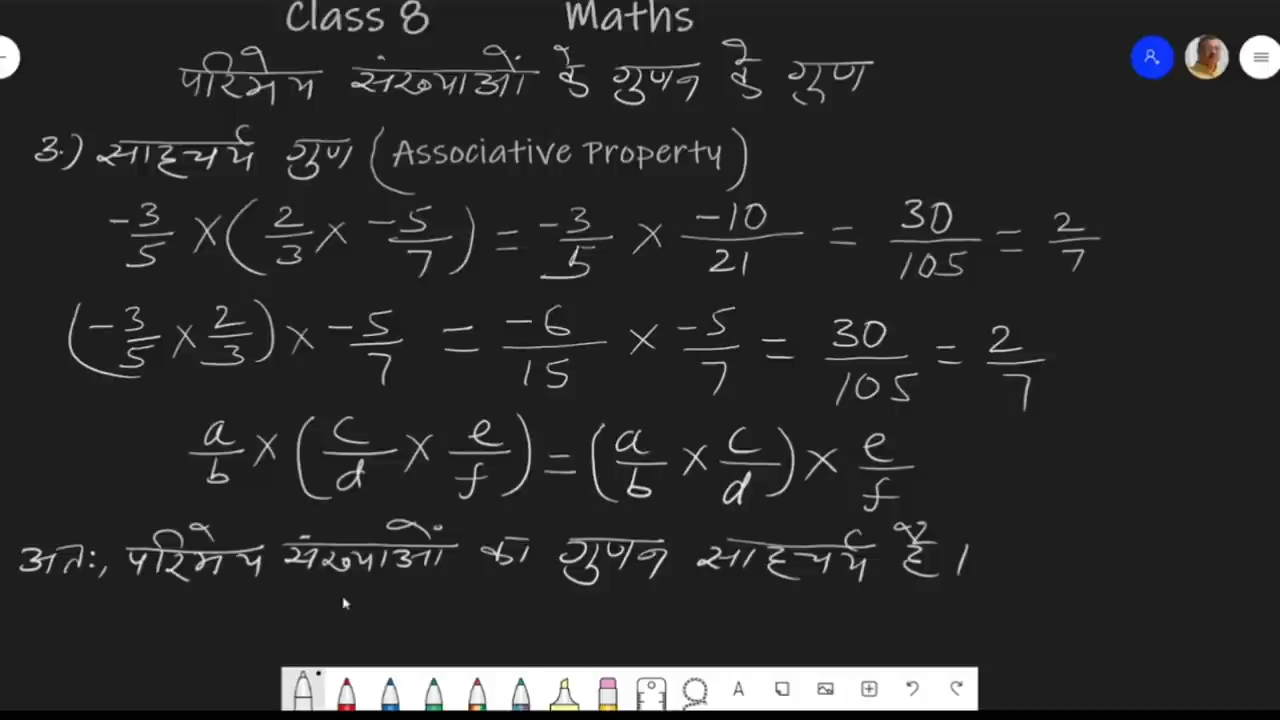 Class 8 Maths
परिमेय संख्याओं के गुणन के गुण
3.) साहचर्य गुण (Associative Property)
-3/5 × (2/3 × -5/7) = -3/5 × -10/21 = 30/105 = 2/7
(-3/5 × 2/3) × -5/7 = -6/15 × -5/7 = 30/105 = 2/7
a/b × (c/d × e/f) = (a/b × c/d) × e/f
अतः, परिमेय संख्याओं का गुणन साहचर्य है।